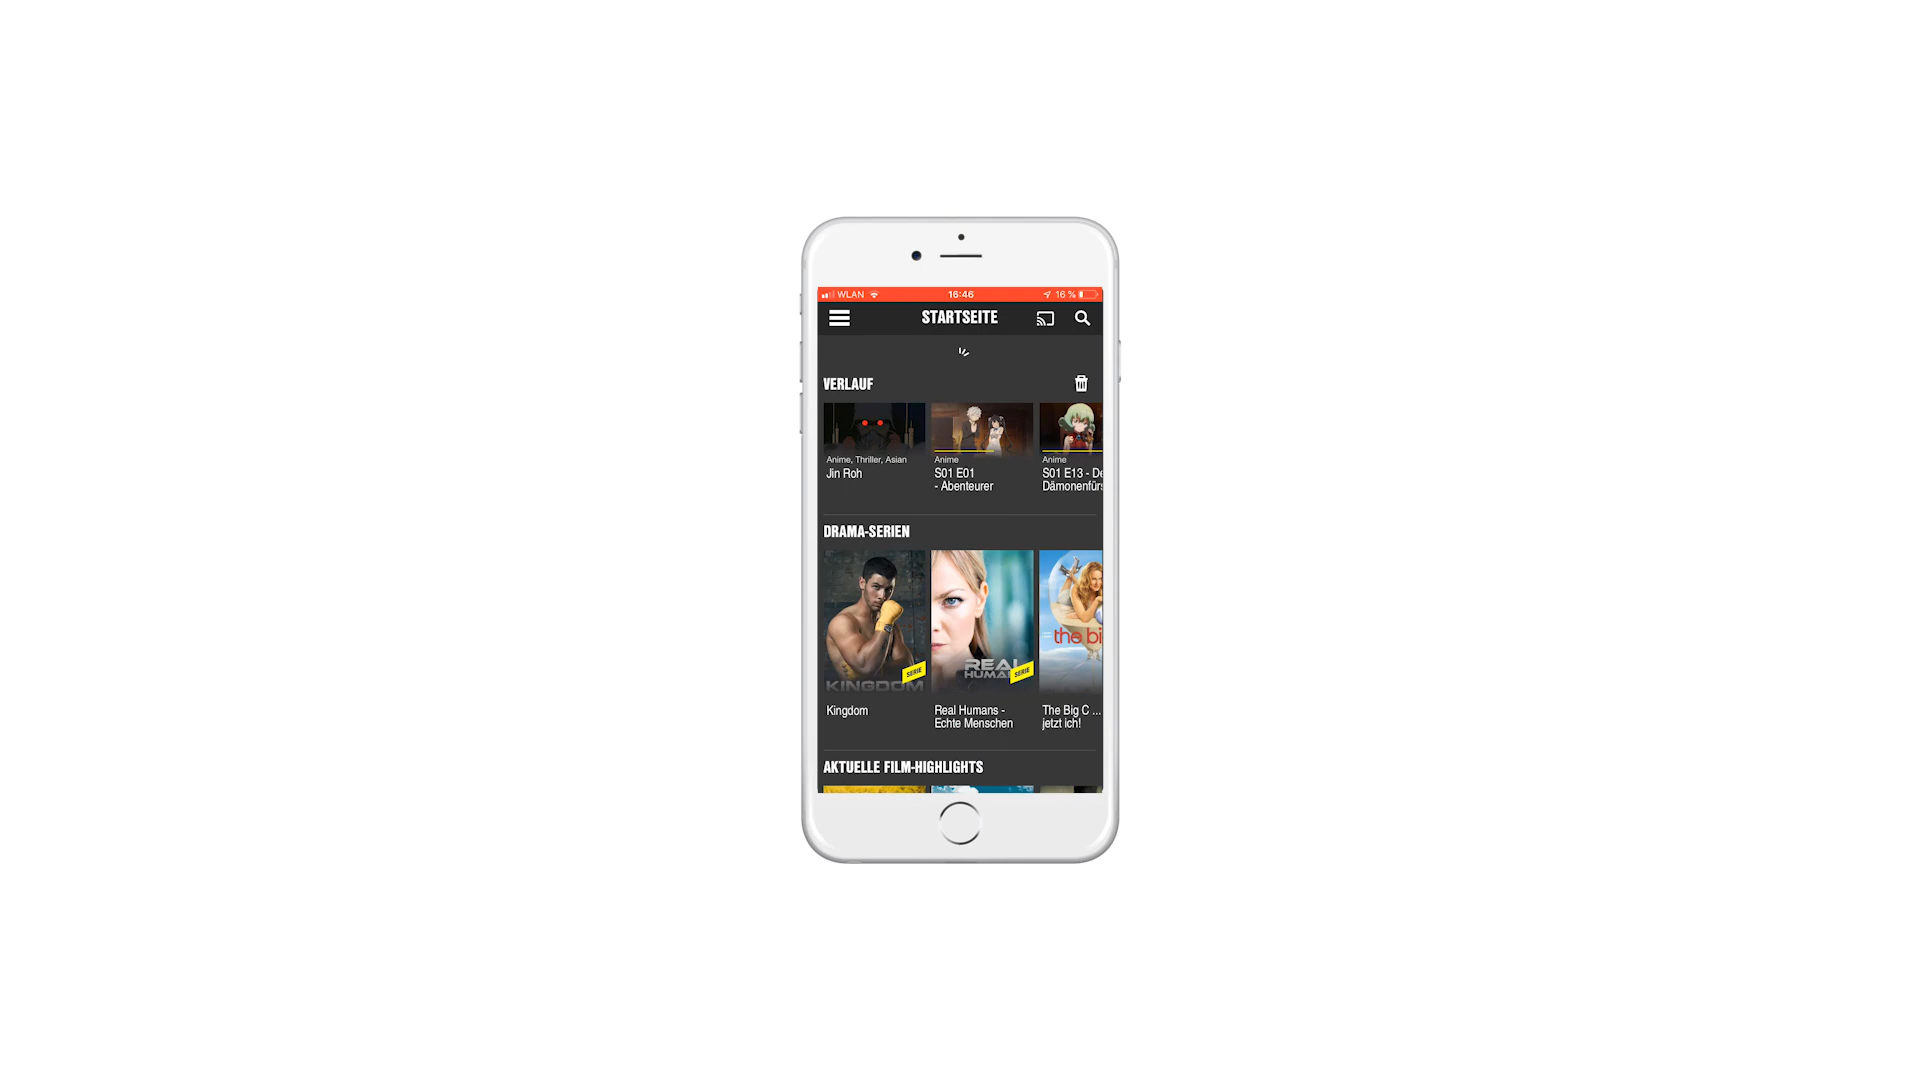 WLAN 16:46 16 %
STARTSEITE
VERLAUF
Anime, Thriller, Asian
Jin Roh
Anime
S01 E01
- Abenteurer
Anime
S01 E13 - De
Dämonenfürs
DRAMA-SERIEN
KINGDOM
SERIE
Kingdom
REAL
HUMA
SERIE
Real Humans -
Echte Menschen
the bi
The Big C ...
jetzt ich!
AKTUELLE FILM-HIGHLIGHTS